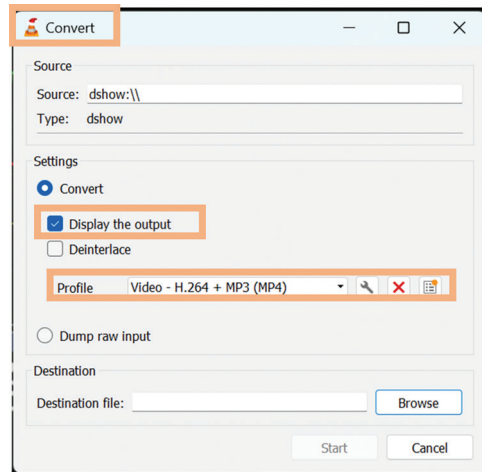 Convert
Source
Source: dshow:\\
Type: dshow
Settings
Convert
Display the output
Deinterlace
Profile Video - H.264 + MP3 (MP4)
Dump raw input
Destination
Destination file: Browse
Start Cancel